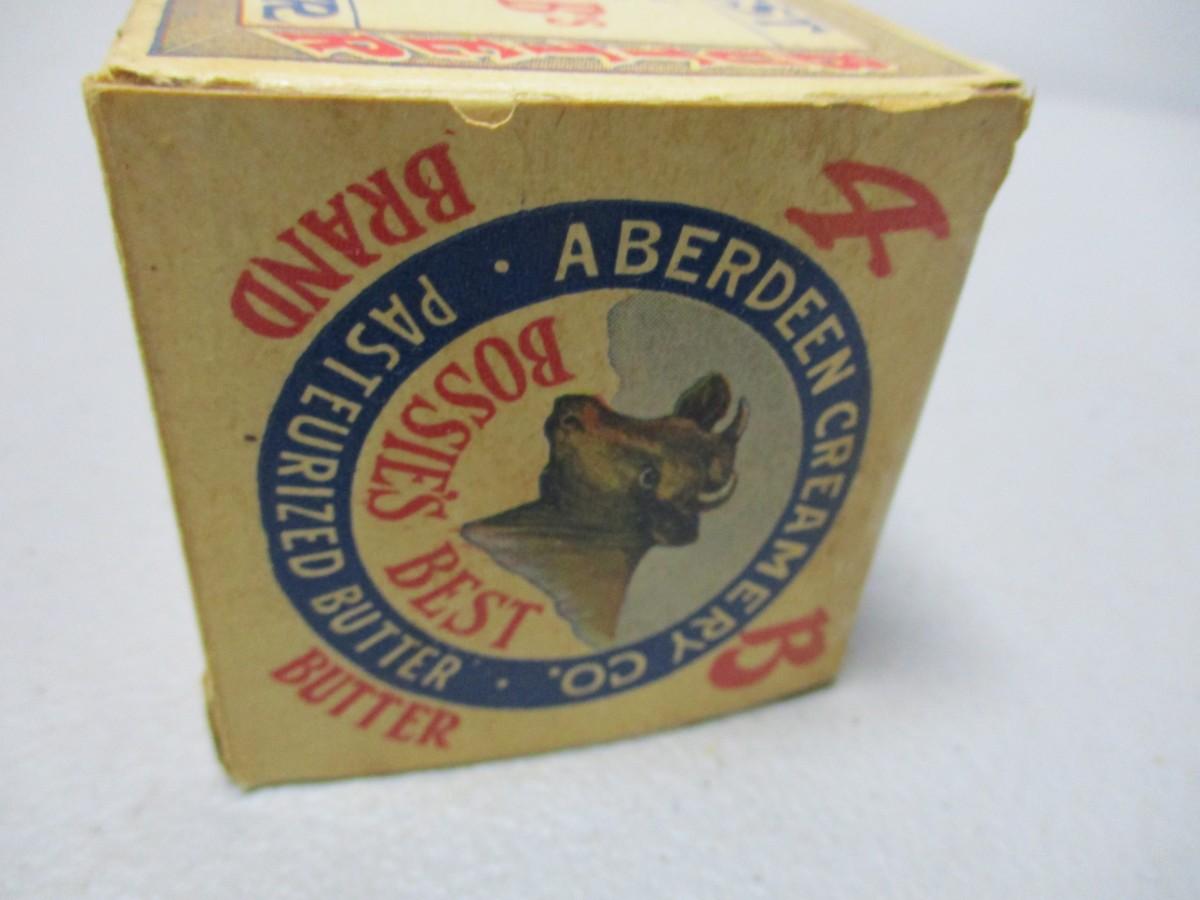 4 B
ABERDEEN CREAMERY CO.
PASTEURIZED BUTTER
BOSSIE'S BEST
BRAND
BUTTER